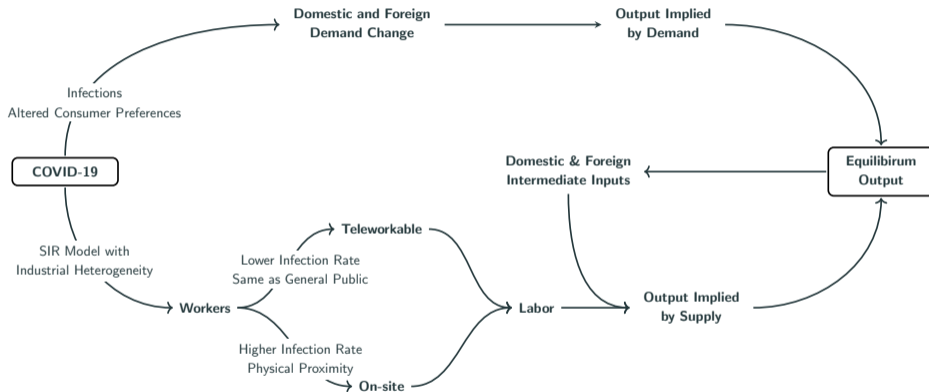 Domestic and Foreign
Demand Change
Output Implied
by Demand
Infections
Altered Consumer Preferences
COVID-19
Domestic & Foreign
Intermediate Inputs
Equilibirum
Output
SIR Model with
Industrial Heterogeneity
Teleworkable
Lower Infection Rate
Same as General Public
Workers
Labor
Output Implied
by Supply
Higher Infection Rate
Physical Proximity
On-site